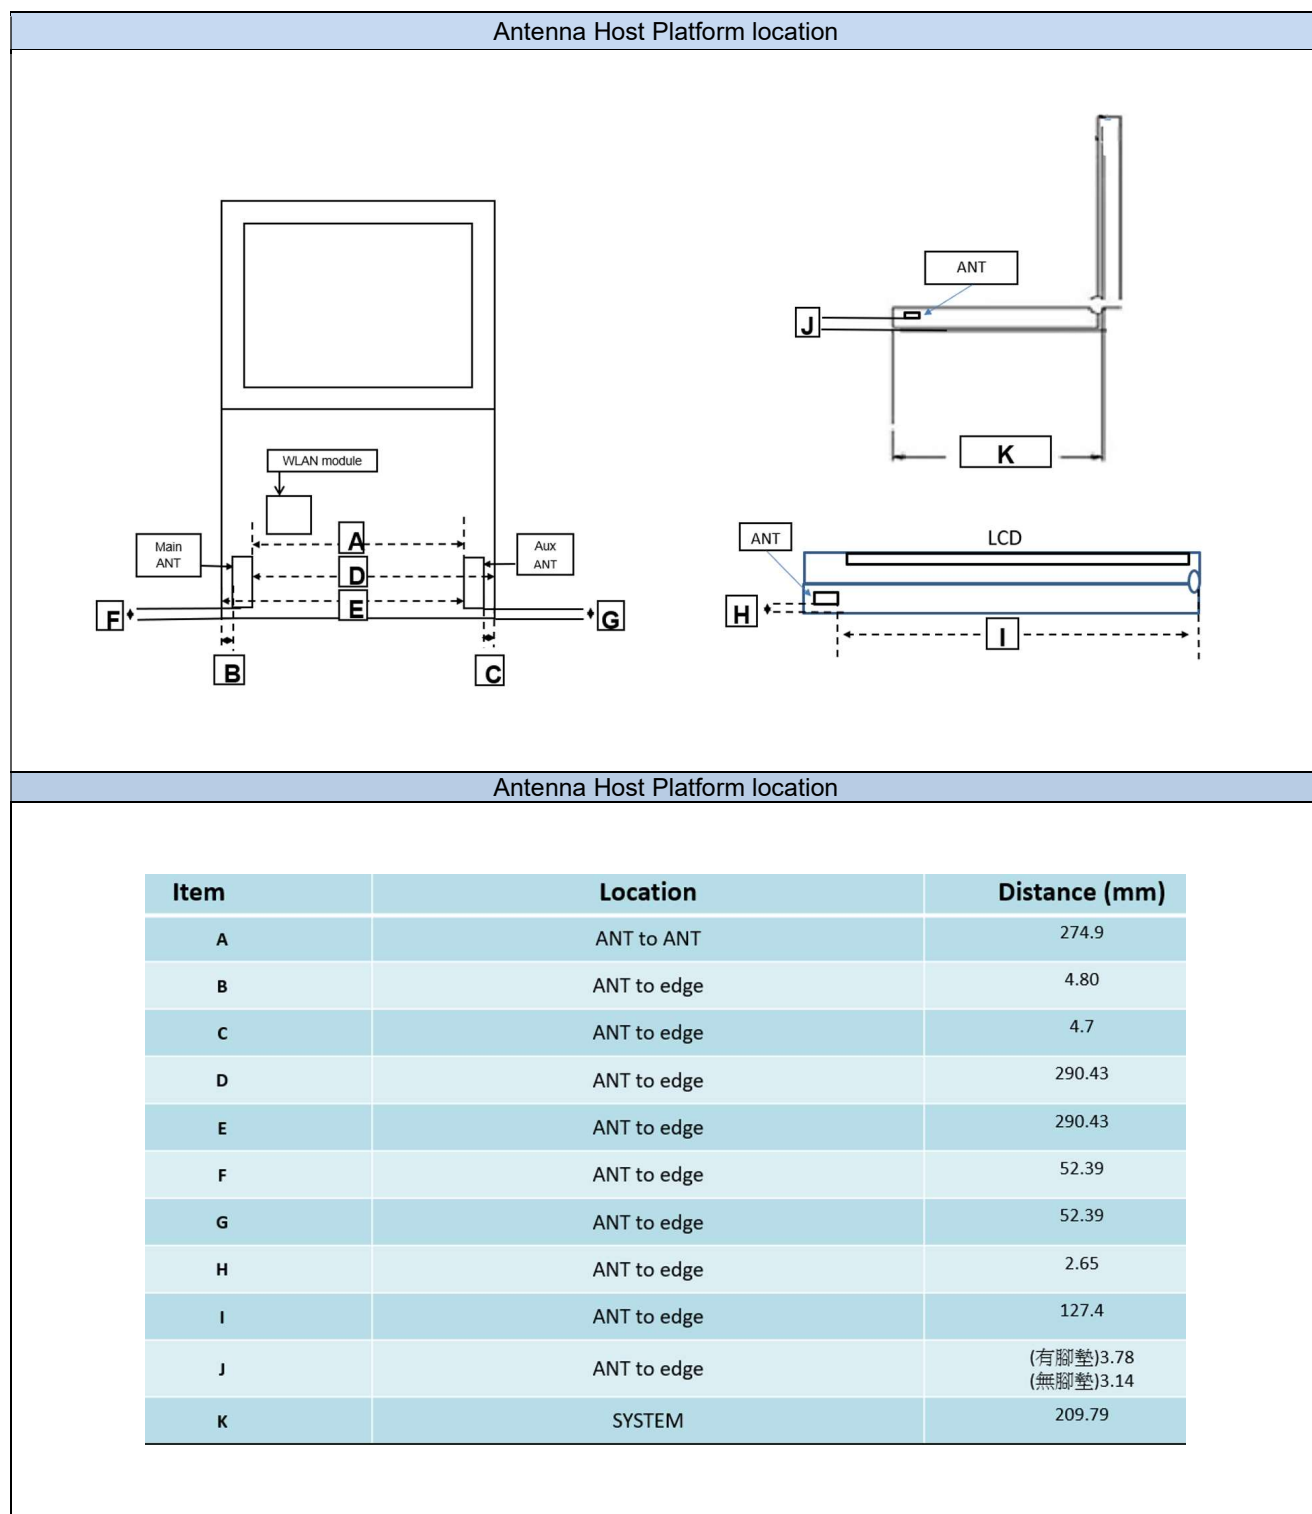 Antenna Host Platform location
ANT
J
K
WLAN module
Main
ANT
A
Aux
ANT
D
E
F
G
B
C
ANT
LCD
H
I
Antenna Host Platform location
Item Location Distance (mm)
A ANT to ANT 274.9
B ANT to edge 4.80
C ANT to edge 4.7
D ANT to edge 290.43
E ANT to edge 290.43
F ANT to edge 52.39
G ANT to edge 52.39
H ANT to edge 2.65
I ANT to edge 127.4
J ANT to edge (有腳墊)3.78
(無腳墊)3.14
K SYSTEM 209.79